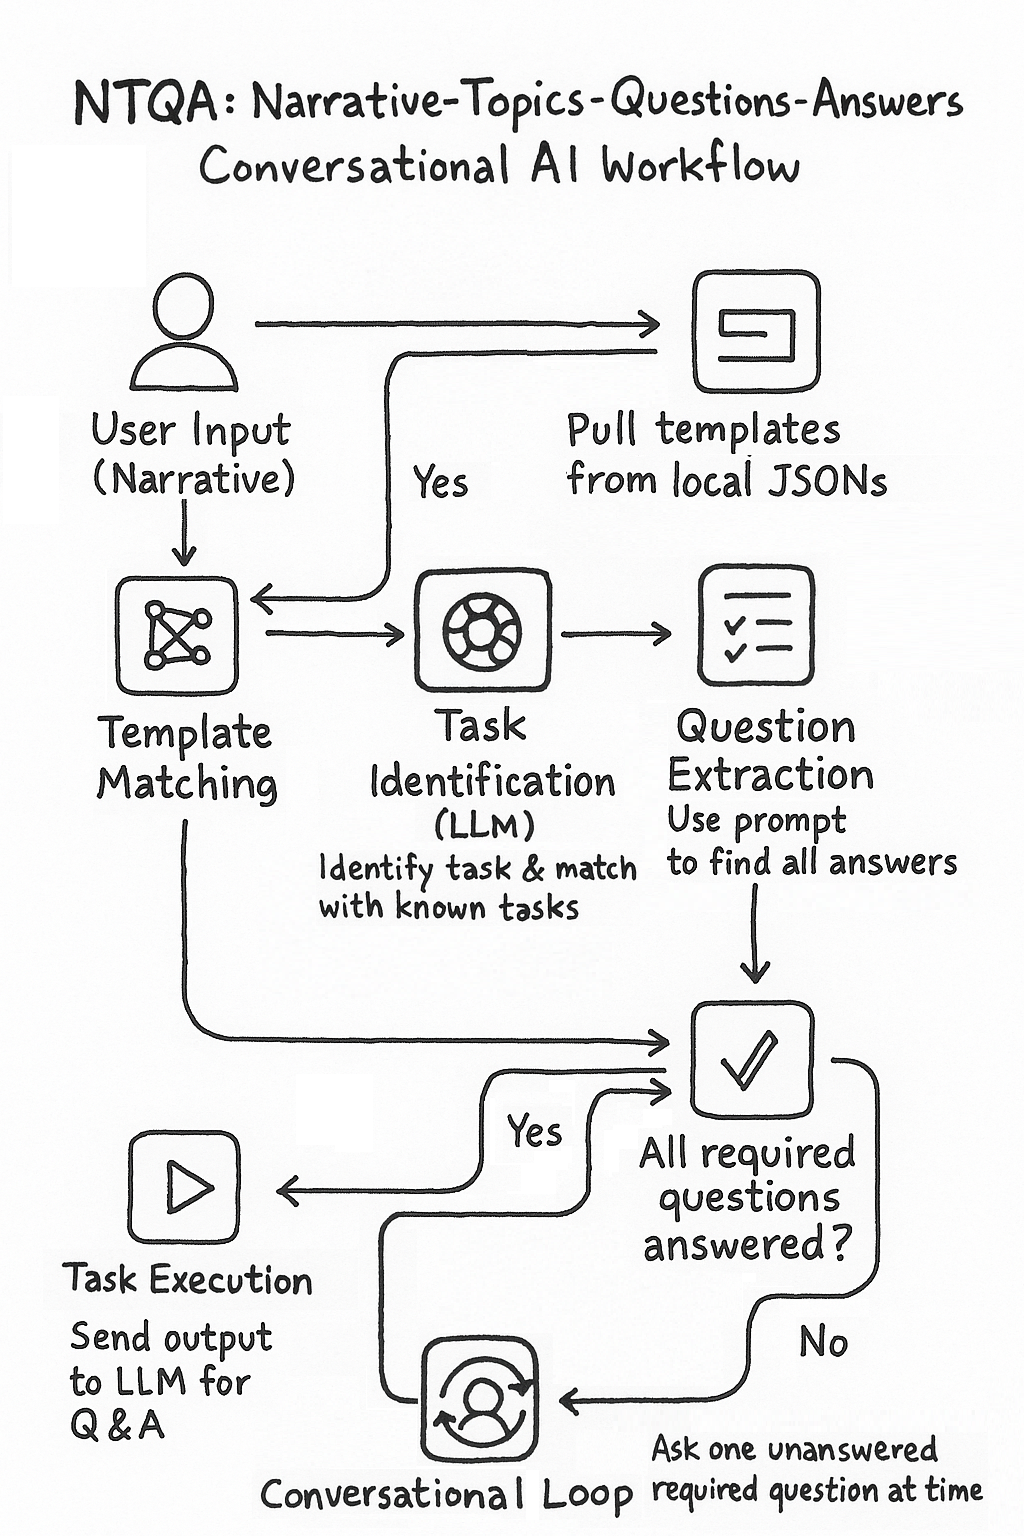 NTQA: Narrative-Topics-Questions-Answers
Conversational AI Workflow
User Input
(Narrative)
Pull templates
from local JSONs
Yes
Template
Matching
Task
Identification
(LLM)
Identify task & match
with known tasks
Question
Extraction
Use prompt
to find all answers
Yes
All required
questions
answered?
Task Execution
Send output
to LLM for
Q & A
No
Conversational Loop
Ask one unanswered
required question at time